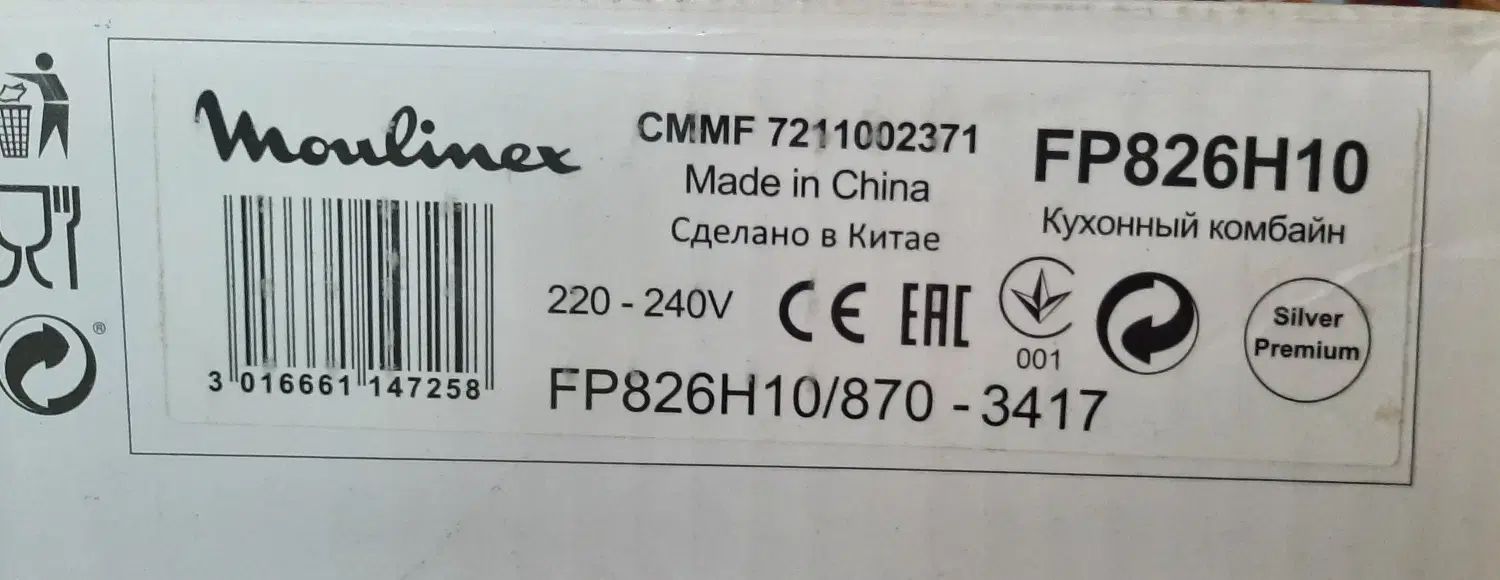 Moulinex
CMMF 7211002371
Made in China
Сделано в Китае
FP826H10
Кухонный комбайн
220 - 240V
CE EAC
001
Silver
Premium
3 016661 147258
FP826H10/870 - 3417
®